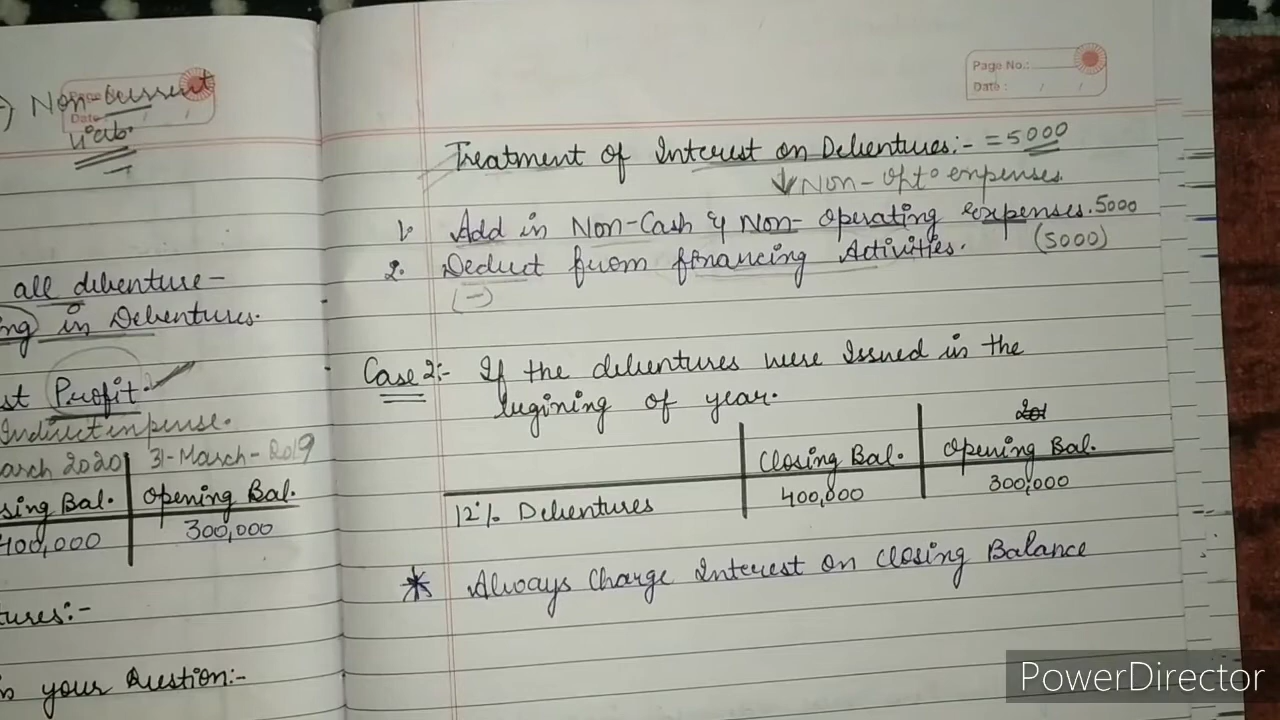 Non-Current
Liab.
all debenture-
in Debentures.
Profit.
Indirect expense.
March 2020 31-March-2019
sing Bal. Opening Bal.
400,000 300,000
tures:-
your Question:-
Page No.:
Date : / /
Treatment of Interest on Debentures:- = 5000
↓ Non-opt° expenses
1. Add in Non-Cash & Non-Operating expenses. 5000
2. Deduct from financing Activities. (5000)
(-)
Case 2:- If the debentures were Issued in the
begining of year.
Closing Bal. Opening Bal.
12% Debentures 400,000 300,000
* Always Charge Interest on Closing Balance
PowerDirector